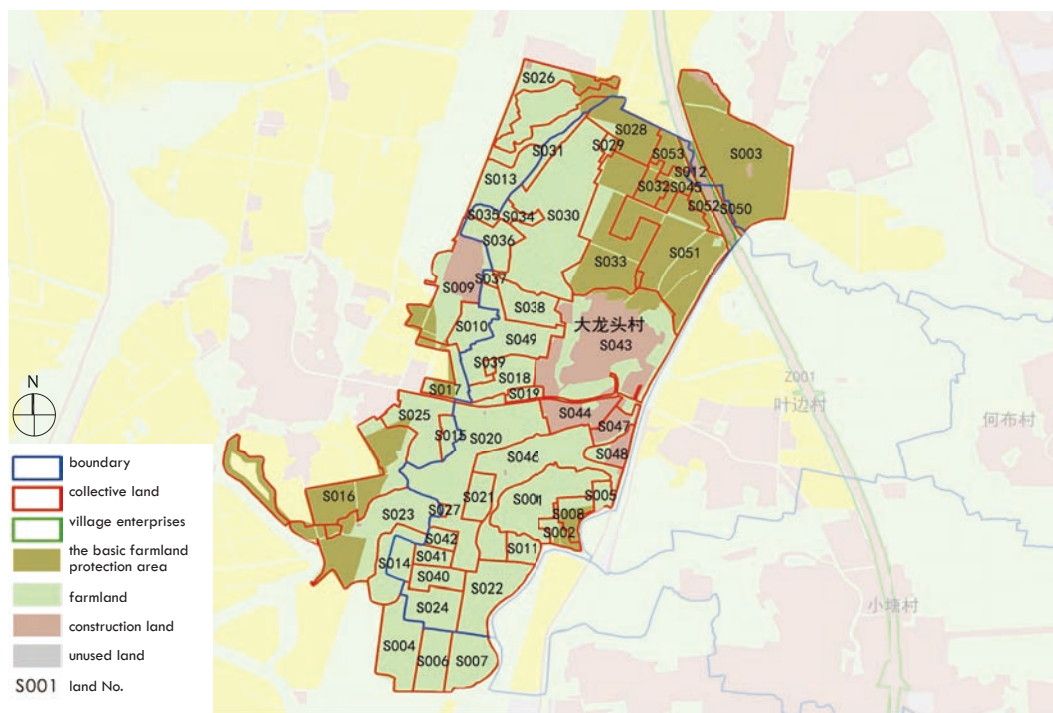 S026
S028
S029
S053
S003
S031
S013
S012
S032
S045
S035
S034
S030
S052
S050
S036
S033
S051
S037
S009
S038
大龙头村
S010
S049
S043
S039
S018
Z001
S017
S019
叶边村
何布村
S025
S044
S015
S020
S047
S046
S048
S016
S021
S001
S005
S023
S027
S008
S002
S042
S041
S011
S014
S040
S022
S024
小塘村
S004
S006
S007
N
boundary
collective land
village enterprises
the basic farmland
protection area
farmland
construction land
unused land
S001 land No.